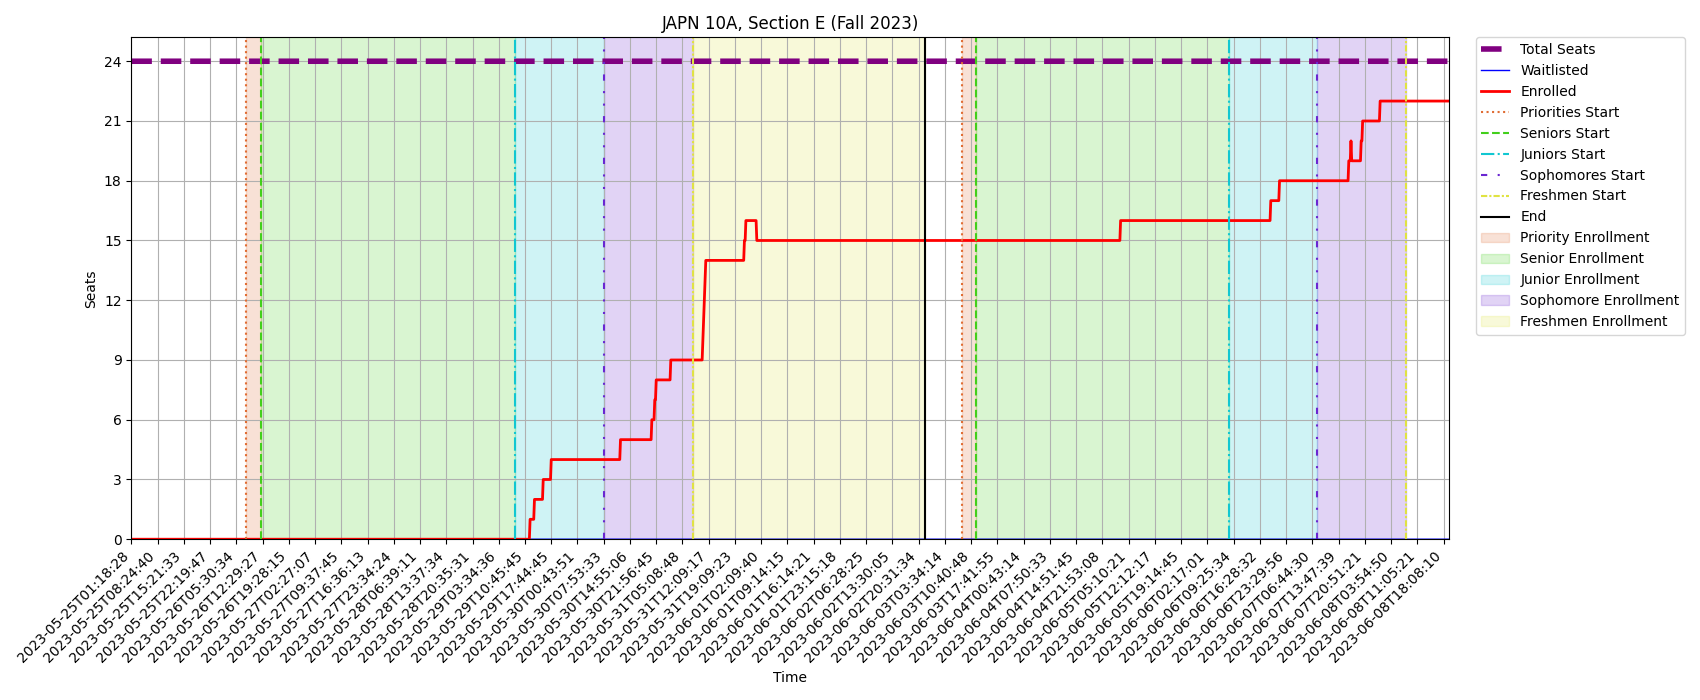 JAPN 10A, Section E (Fall 2023)
Seats
24
21
18
15
12
9
6
3
0
2023-05-25T01:18:28
2023-05-25T08:24:40
2023-05-25T15:21:33
2023-05-25T22:19:47
2023-05-26T05:30:34
2023-05-26T12:29:27
2023-05-26T19:28:15
2023-05-27T02:27:07
2023-05-27T09:37:45
2023-05-27T16:36:13
2023-05-27T23:34:24
2023-05-28T06:39:11
2023-05-28T13:37:34
2023-05-28T20:35:31
2023-05-29T03:34:36
2023-05-29T10:45:45
2023-05-29T17:44:45
2023-05-30T00:43:51
2023-05-30T07:53:33
2023-05-30T14:55:06
2023-05-30T21:56:45
2023-05-31T05:08:48
2023-05-31T12:09:17
2023-05-31T19:09:23
2023-06-01T02:09:40
2023-06-01T09:14:15
2023-06-01T16:14:21
2023-06-01T23:15:18
2023-06-02T06:28:25
2023-06-02T13:30:05
2023-06-02T20:31:34
2023-06-03T03:34:14
2023-06-03T10:40:48
2023-06-03T17:41:55
2023-06-04T00:43:14
2023-06-04T07:50:33
2023-06-04T14:51:45
2023-06-04T21:53:08
2023-06-05T05:10:21
2023-06-05T12:12:17
2023-06-05T19:14:45
2023-06-06T02:17:01
2023-06-06T09:25:34
2023-06-06T16:28:32
2023-06-06T23:29:56
2023-06-07T06:44:30
2023-06-07T13:47:39
2023-06-07T20:51:21
2023-06-08T03:54:50
2023-06-08T11:05:21
2023-06-08T18:08:10
Time
Total Seats
Waitlisted
Enrolled
Priorities Start
Seniors Start
Juniors Start
Sophomores Start
Freshmen Start
End
Priority Enrollment
Senior Enrollment
Junior Enrollment
Sophomore Enrollment
Freshmen Enrollment